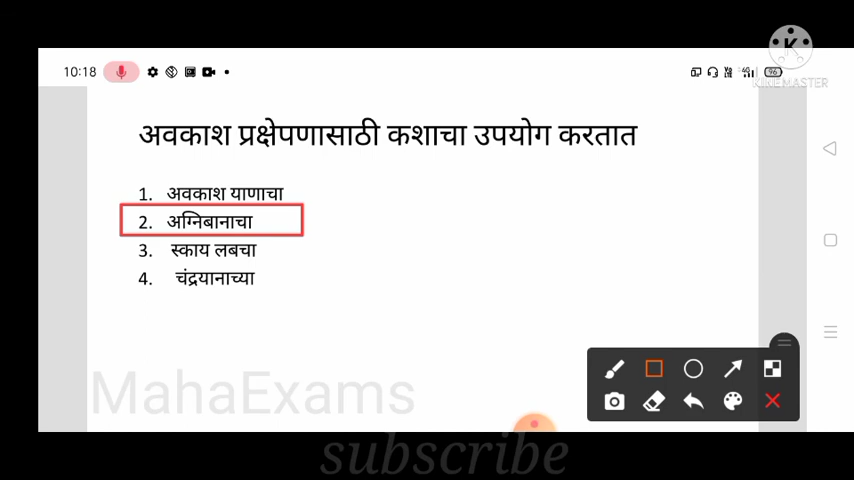 10:18
96
KINEMASTER
अवकाश प्रक्षेपणासाठी कशाचा उपयोग करतात
1. अवकाश याणाचा
2. अग्निबानाचा
3. स्काय लबचा
4. चंद्रयानाच्या
MahaExams
subscribe